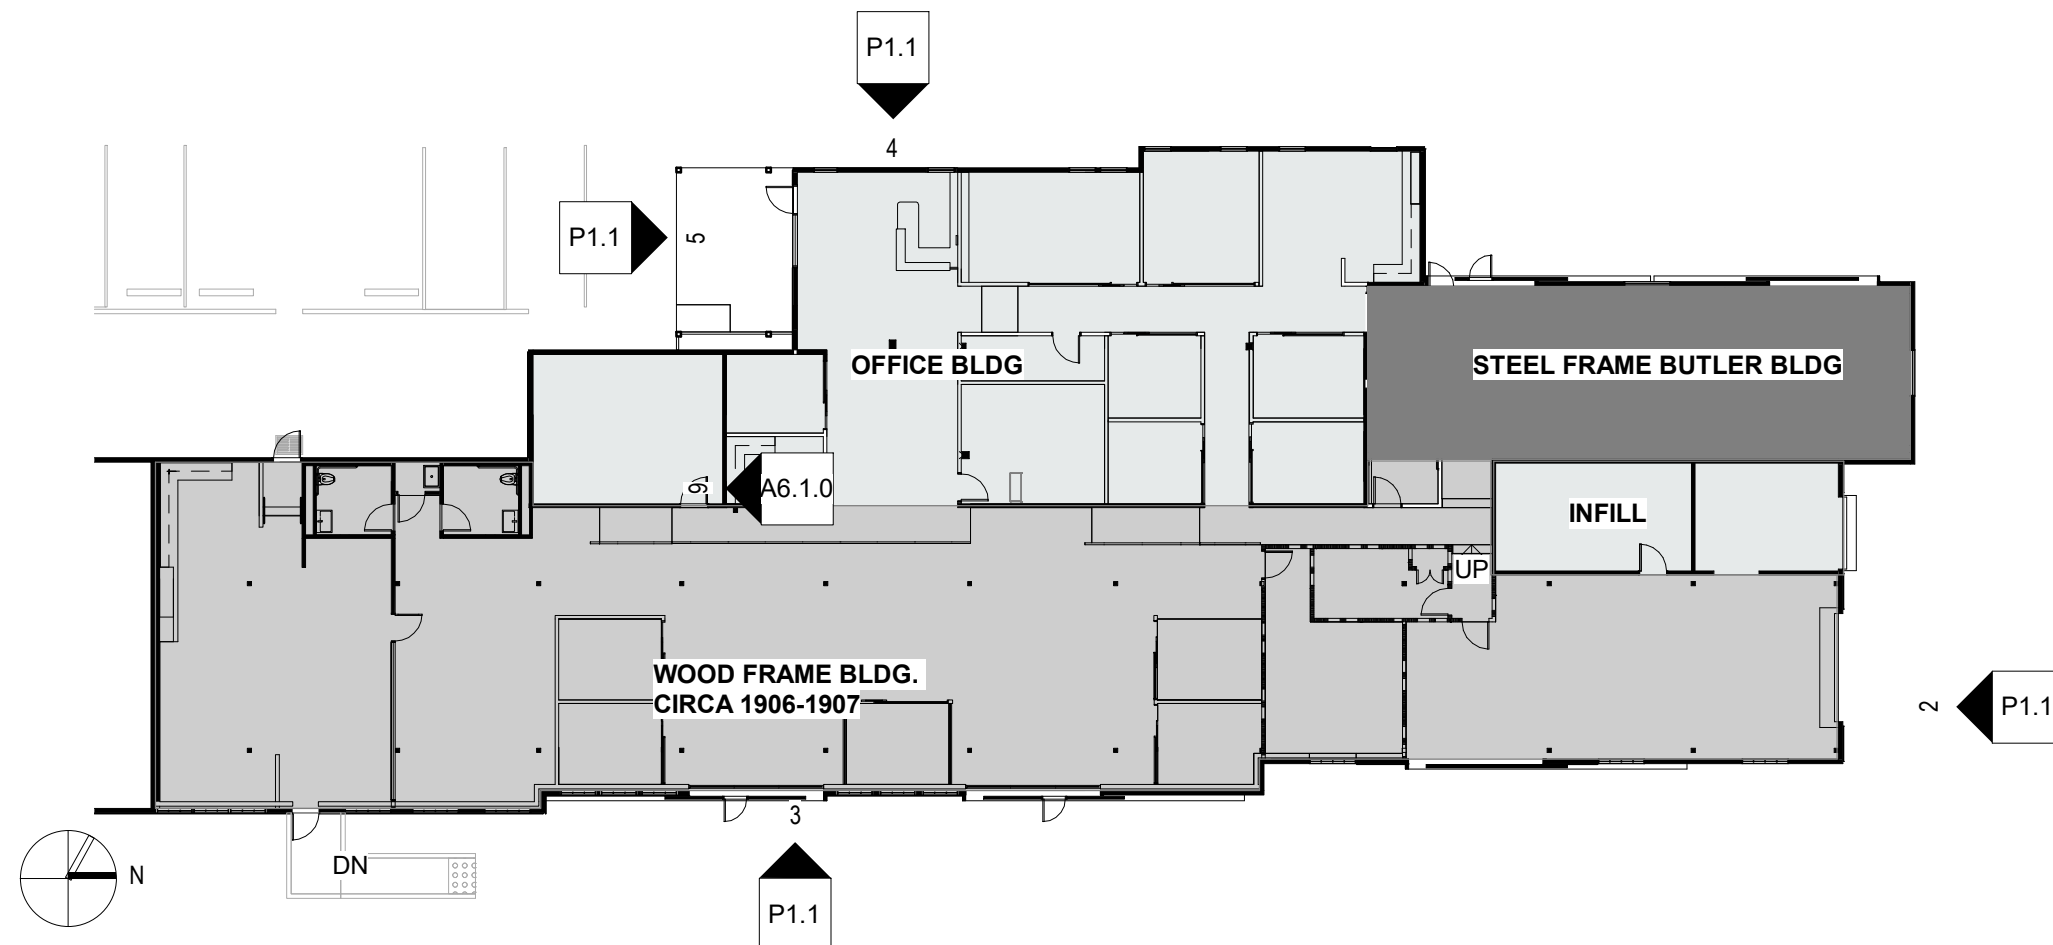 P1.1
4
P1.1
5
OFFICE BLDG
STEEL FRAME BUTLER BLDG
9
A6.1.0
INFILL
UP
WOOD FRAME BLDG.
CIRCA 1906-1907
2
P1.1
3
DN
N
P1.1